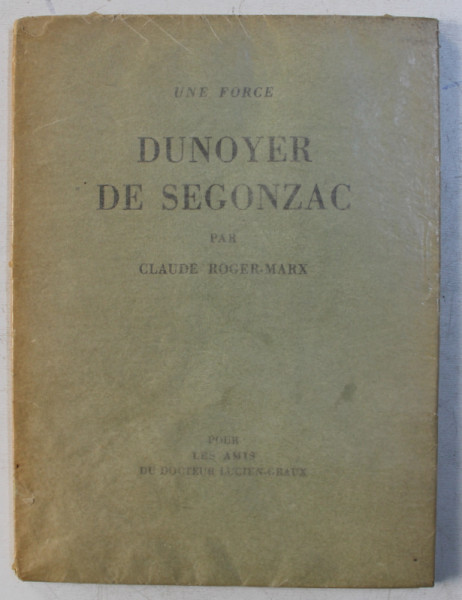 UNE FORCE
DUNOYER
DE SEGONZAC
PAR
CLAUDE ROGER-MARX
POUR
LES AMIS
DU DOCTEUR LUCIEN-GRAUX